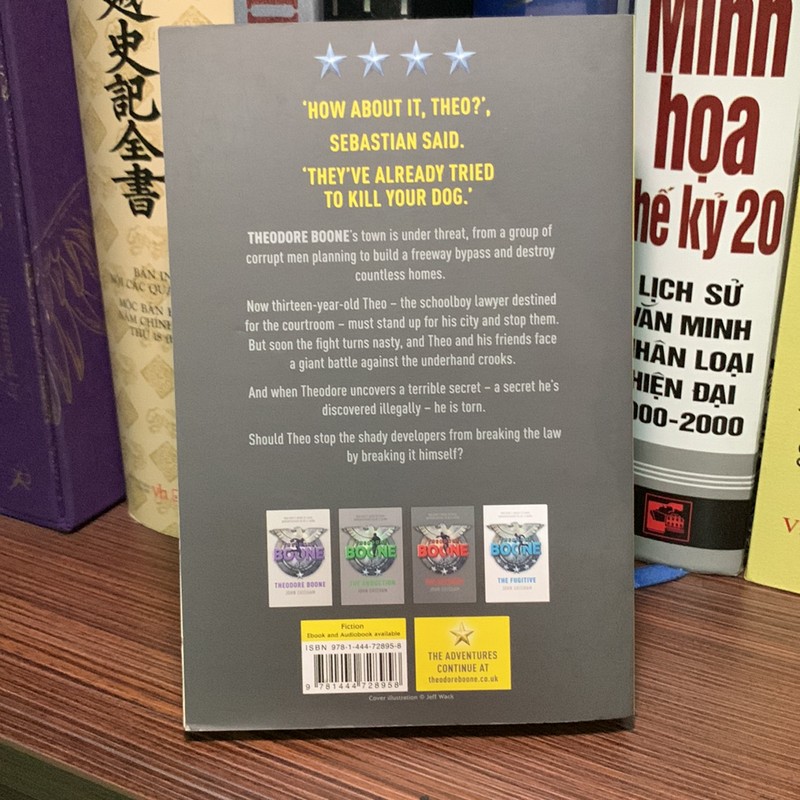 ‘HOW ABOUT IT, THEO?’,
SEBASTIAN SAID.
‘THEY’VE ALREADY TRIED
TO KILL YOUR DOG.’
THEODORE BOONE’s town is under threat, from a group of
corrupt men planning to build a freeway bypass and destroy
countless homes.
Now thirteen-year-old Theo – the schoolboy lawyer destined
for the courtroom – must stand up for his city and stop them.
But soon the fight turns nasty, and Theo and his friends face
a giant battle against the underhand crooks.
And when Theodore uncovers a terrible secret – a secret he’s
discovered illegally – he is torn.
Should Theo stop the shady developers from breaking the law
by breaking it himself?
BOONE
THEODORE BOONE
JOHN GRISHAM
BOONE
THE ABDUCTION
JOHN GRISHAM
BOONE
BOONE
THE FUGITIVE
JOHN GRISHAM
Fiction
Ebook and Audiobook available
ISBN 978-1-444-72895-8
9 781444 728958
THE ADVENTURES
CONTINUE AT
theodoreboone.co.uk
Cover illustration © Jeff Wack
史記全書
BẢN IN
Minh
họa
thế kỷ 20
LỊCH SỬ
VĂN MINH
NHÂN LOẠI
HIỆN ĐẠI
-2000